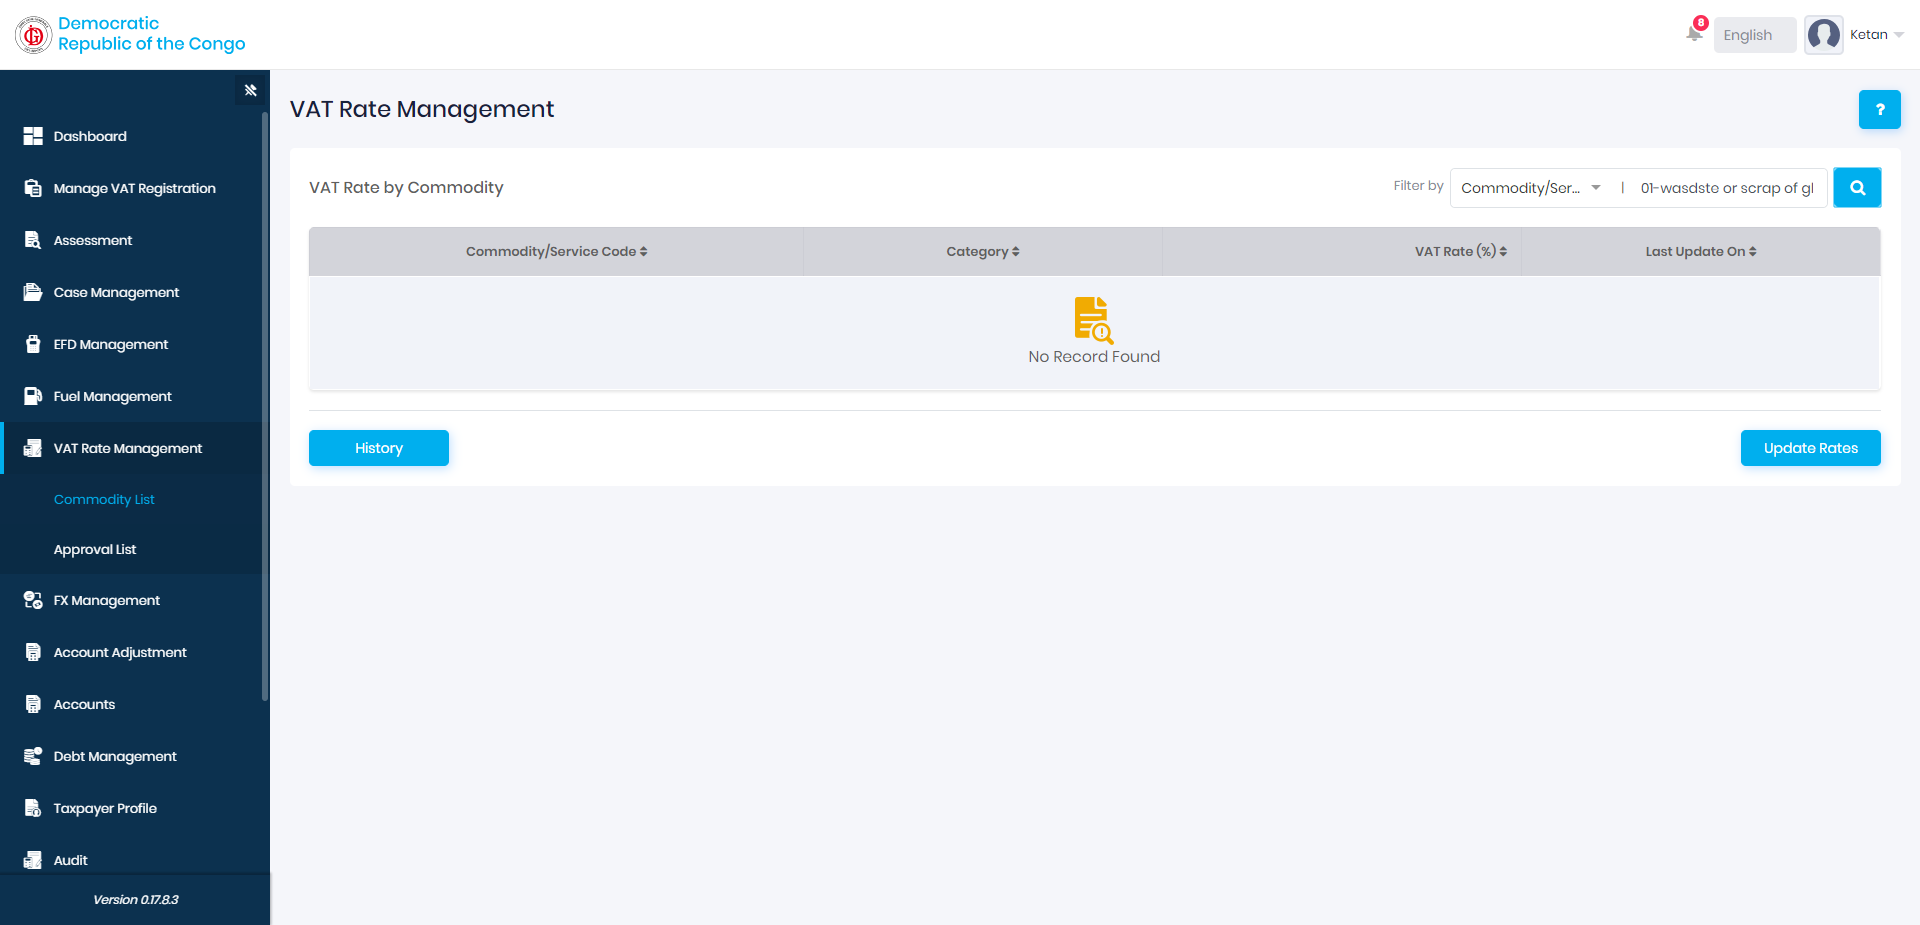 Democratic
Republic of the Congo
8
English
Ketan
Dashboard
Manage VAT Registration
Assessment
Case Management
EFD Management
Fuel Management
VAT Rate Management
Commodity List
Approval List
FX Management
Account Adjustment
Accounts
Debt Management
Taxpayer Profile
Audit
Version 0.17.8.3
VAT Rate Management
?
VAT Rate by Commodity
Filter by
Commodity/Ser...
| 01-wasdste or scrap of gl
Commodity/Service Code
Category
VAT Rate (%)
Last Update On
No Record Found
History
Update Rates